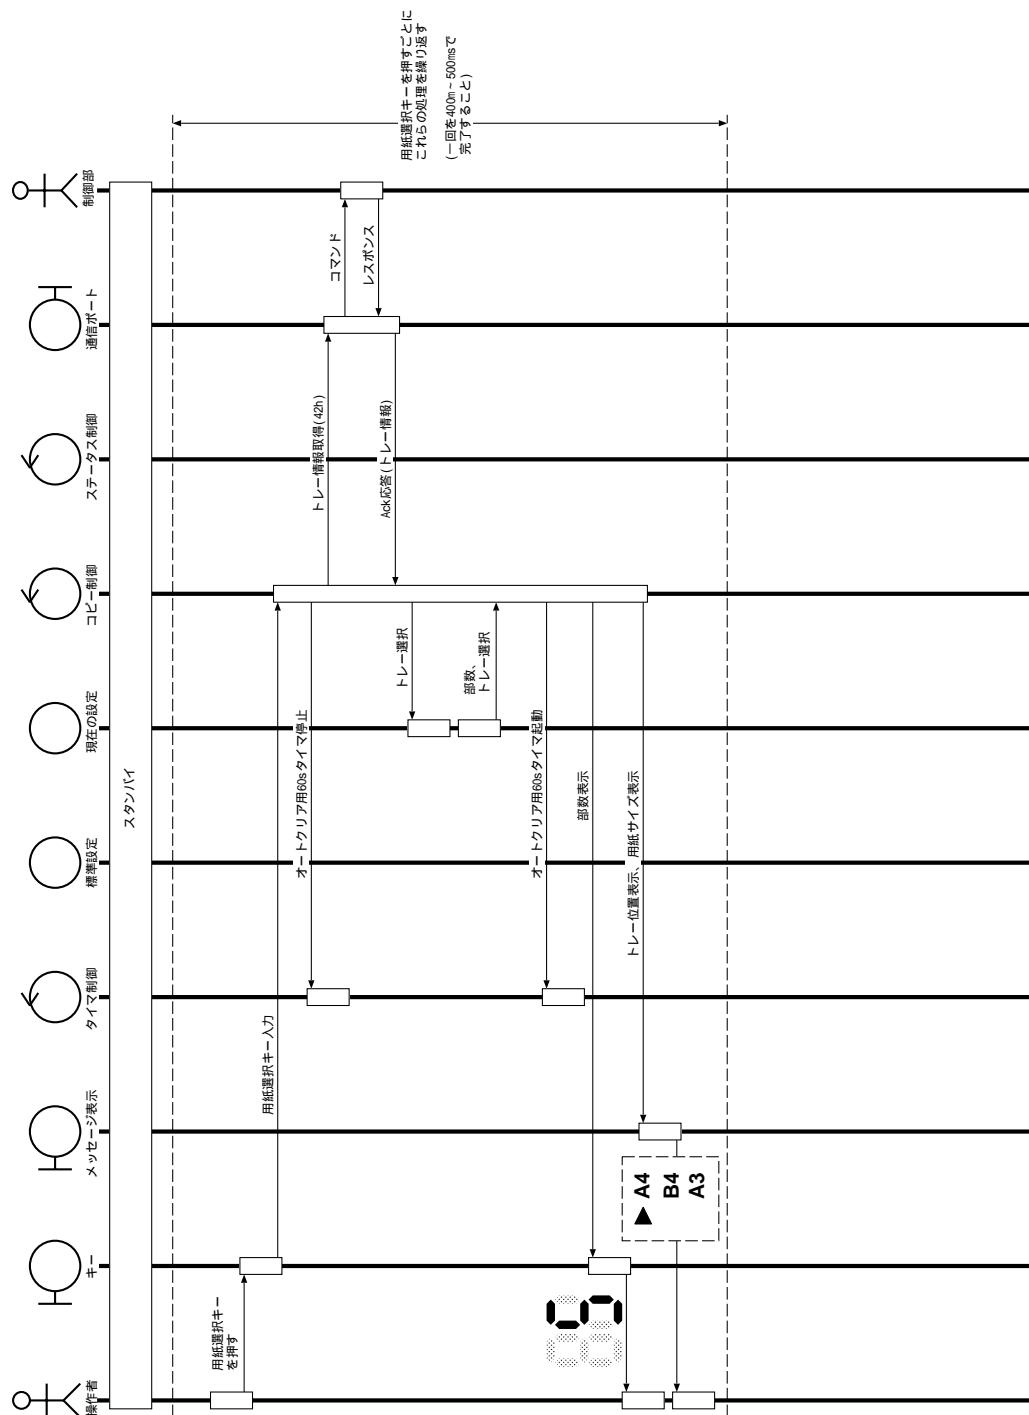 操作者
キー
メッセージ表示
タイマ制御
標準設定
現在の設定
コピー制御
ステータス制御
通信ポート
制御部
スタンバイ
用紙選択キーを押すごとに
これらの処理を繰り返す
(一回を400m~500msで
完了すること)
用紙選択キー
を押す
用紙選択キー入力
オートクリア用60sタイマ停止
トレー情報取得(42h)
コマンド
レスポンス
Ack応答(トレー情報)
トレー選択
部数、
トレー選択
オートクリア用60sタイマ起動
部数表示
トレー位置表示、用紙サイズ表示
▲ A4
B4
A3